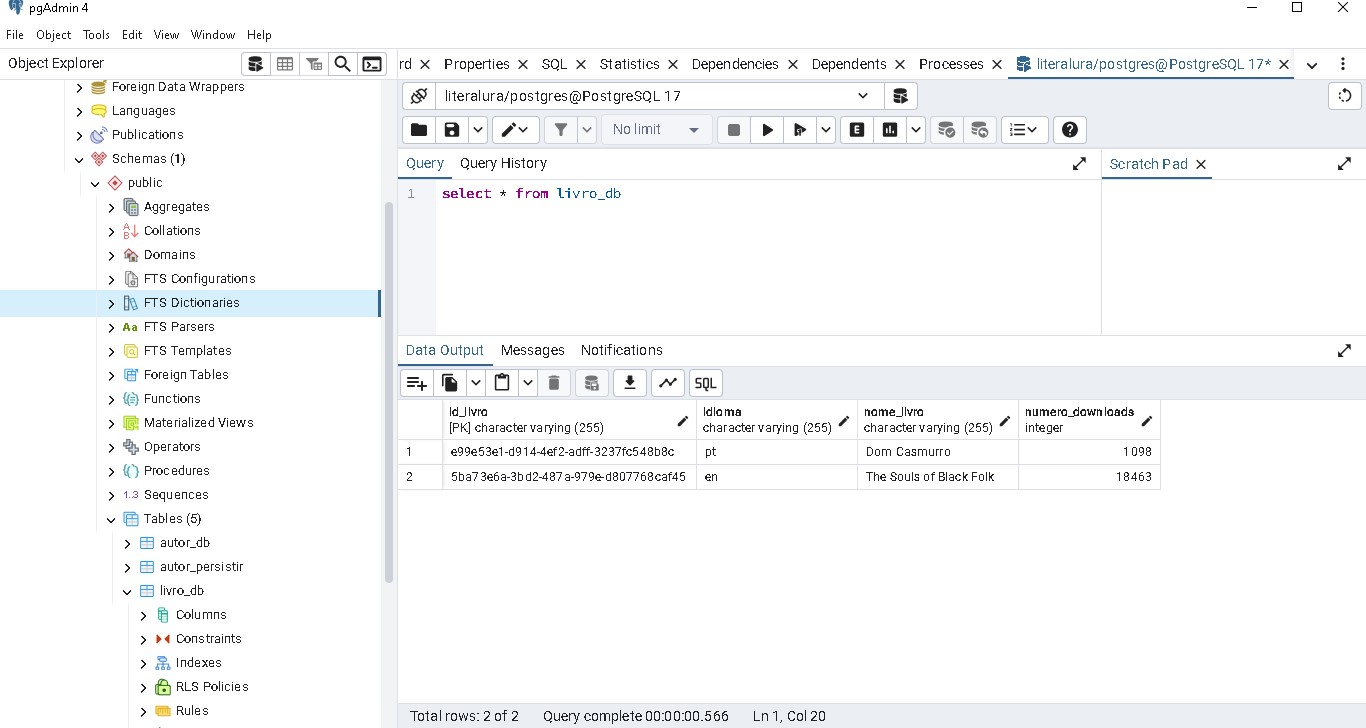 pgAdmin 4
File Object Tools Edit View Window Help
Object Explorer
Foreign Data Wrappers
Languages
Publications
Schemas (1)
public
Aggregates
Collations
Domains
FTS Configurations
FTS Dictionaries
Aa FTS Parsers
FTS Templates
Foreign Tables
Functions
Materialized Views
Operators
Procedures
1.3 Sequences
Tables (5)
autor_db
autor_persistir
livro_db
Columns
Constraints
Indexes
RLS Policies
Rules
rd Properties SQL Statistics Dependencies Dependents Processes literalura/postgres@PostgreSQL 17*
literalura/postgres@PostgreSQL 17
No limit
E
Query Query History
Scratch Pad
1 select * from livro_db
Data Output Messages Notifications
SQL
id_livro idioma nome_livro numero_downloads
[PK] character varying (255) character varying (255) character varying (255) integer
1 e99e53e1-d914-4ef2-adff-3237fc548b8c pt Dom Casmurro 1098
2 5ba73e6a-3bd2-487a-979e-d807768caf45 en The Souls of Black Folk 18463
Total rows: 2 of 2 Query complete 00:00:00.566 Ln 1, Col 20